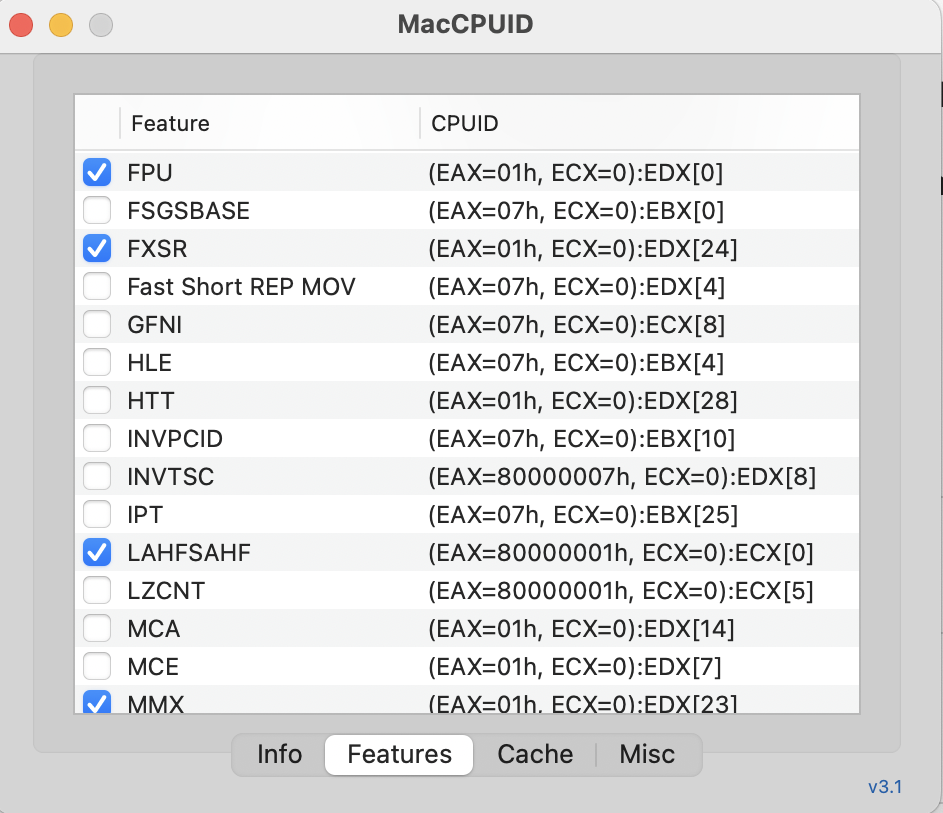 MacCPUID
Feature CPUID
FPU (EAX=01h, ECX=0):EDX[0]
FSGSBASE (EAX=07h, ECX=0):EBX[0]
FXSR (EAX=01h, ECX=0):EDX[24]
Fast Short REP MOV (EAX=07h, ECX=0):EDX[4]
GFNI (EAX=07h, ECX=0):ECX[8]
HLE (EAX=07h, ECX=0):EBX[4]
HTT (EAX=01h, ECX=0):EDX[28]
INVPCID (EAX=07h, ECX=0):EBX[10]
INVTSC (EAX=80000007h, ECX=0):EDX[8]
IPT (EAX=07h, ECX=0):EBX[25]
LAHFSAHF (EAX=80000001h, ECX=0):ECX[0]
LZCNT (EAX=80000001h, ECX=0):ECX[5]
MCA (EAX=01h, ECX=0):EDX[14]
MCE (EAX=01h, ECX=0):EDX[7]
MMX (EAX=01h, ECX=0):EDX[23]
Info Features Cache Misc
v3.1